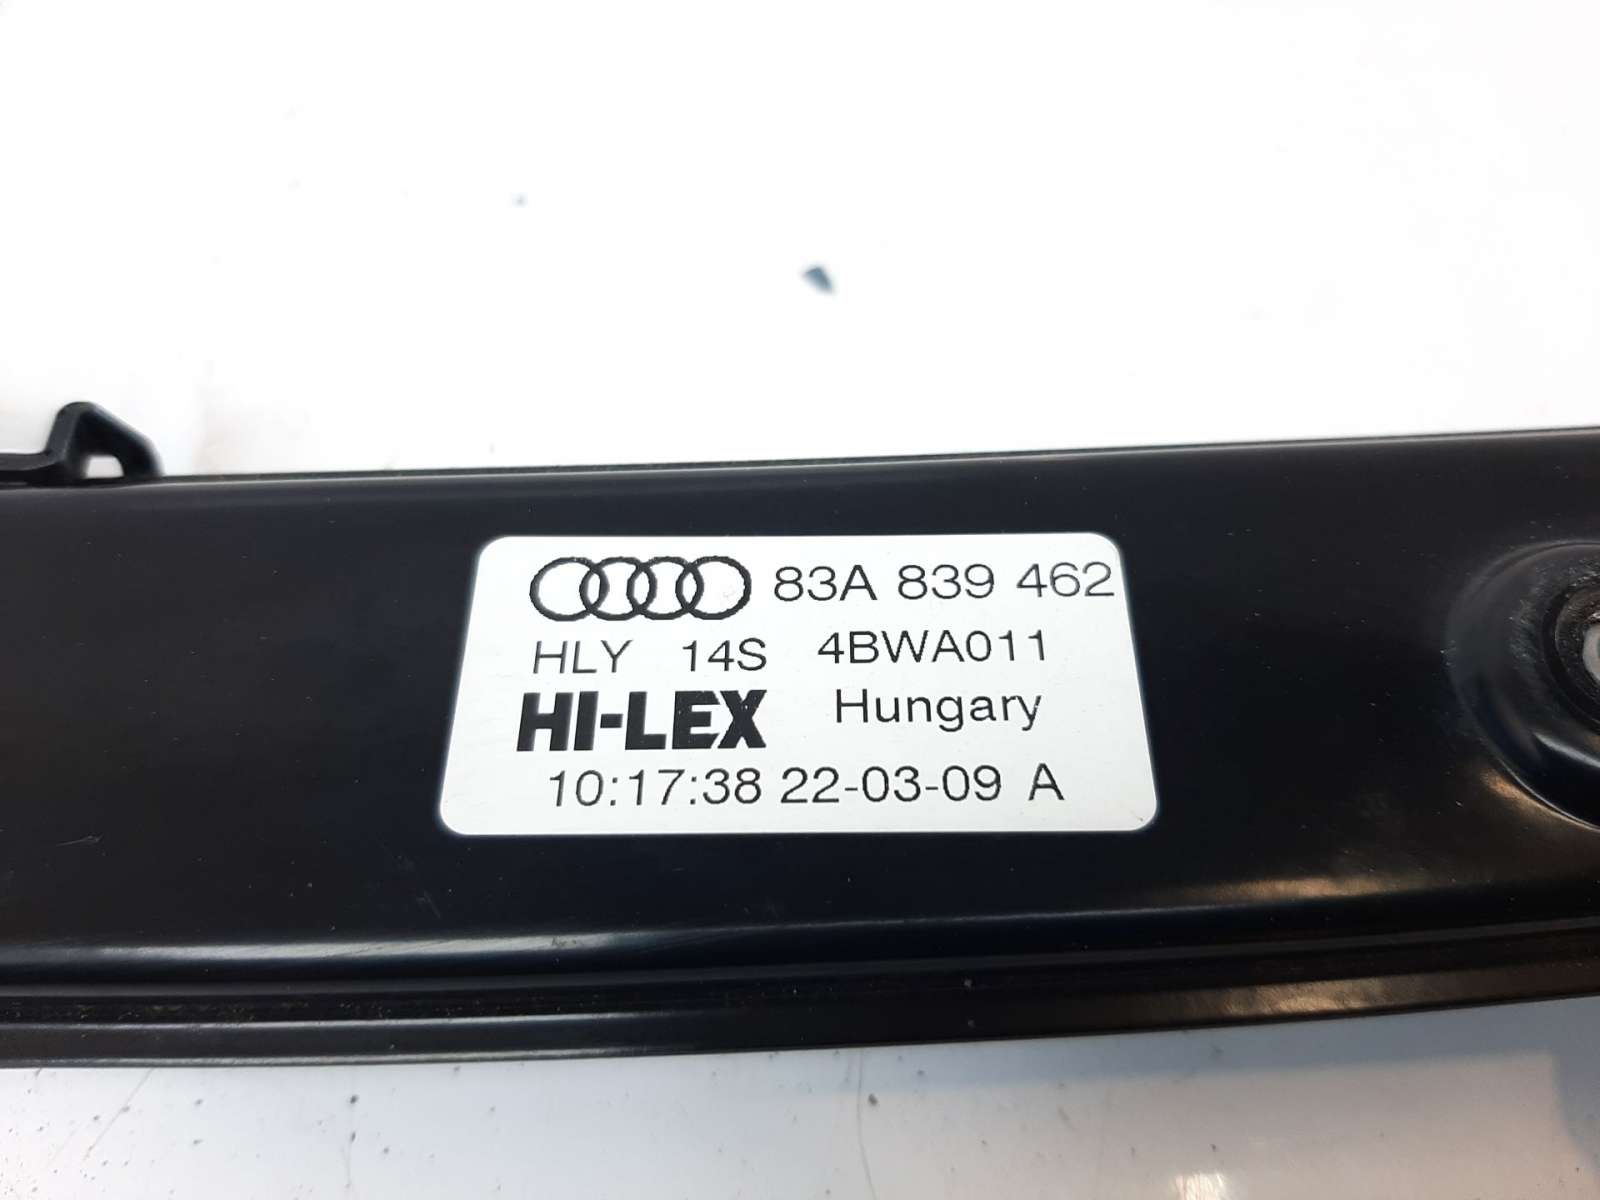 83A 839 462
HLY 14S 4BWA011
HI-LEX Hungary
10:17:38 22-03-09 A